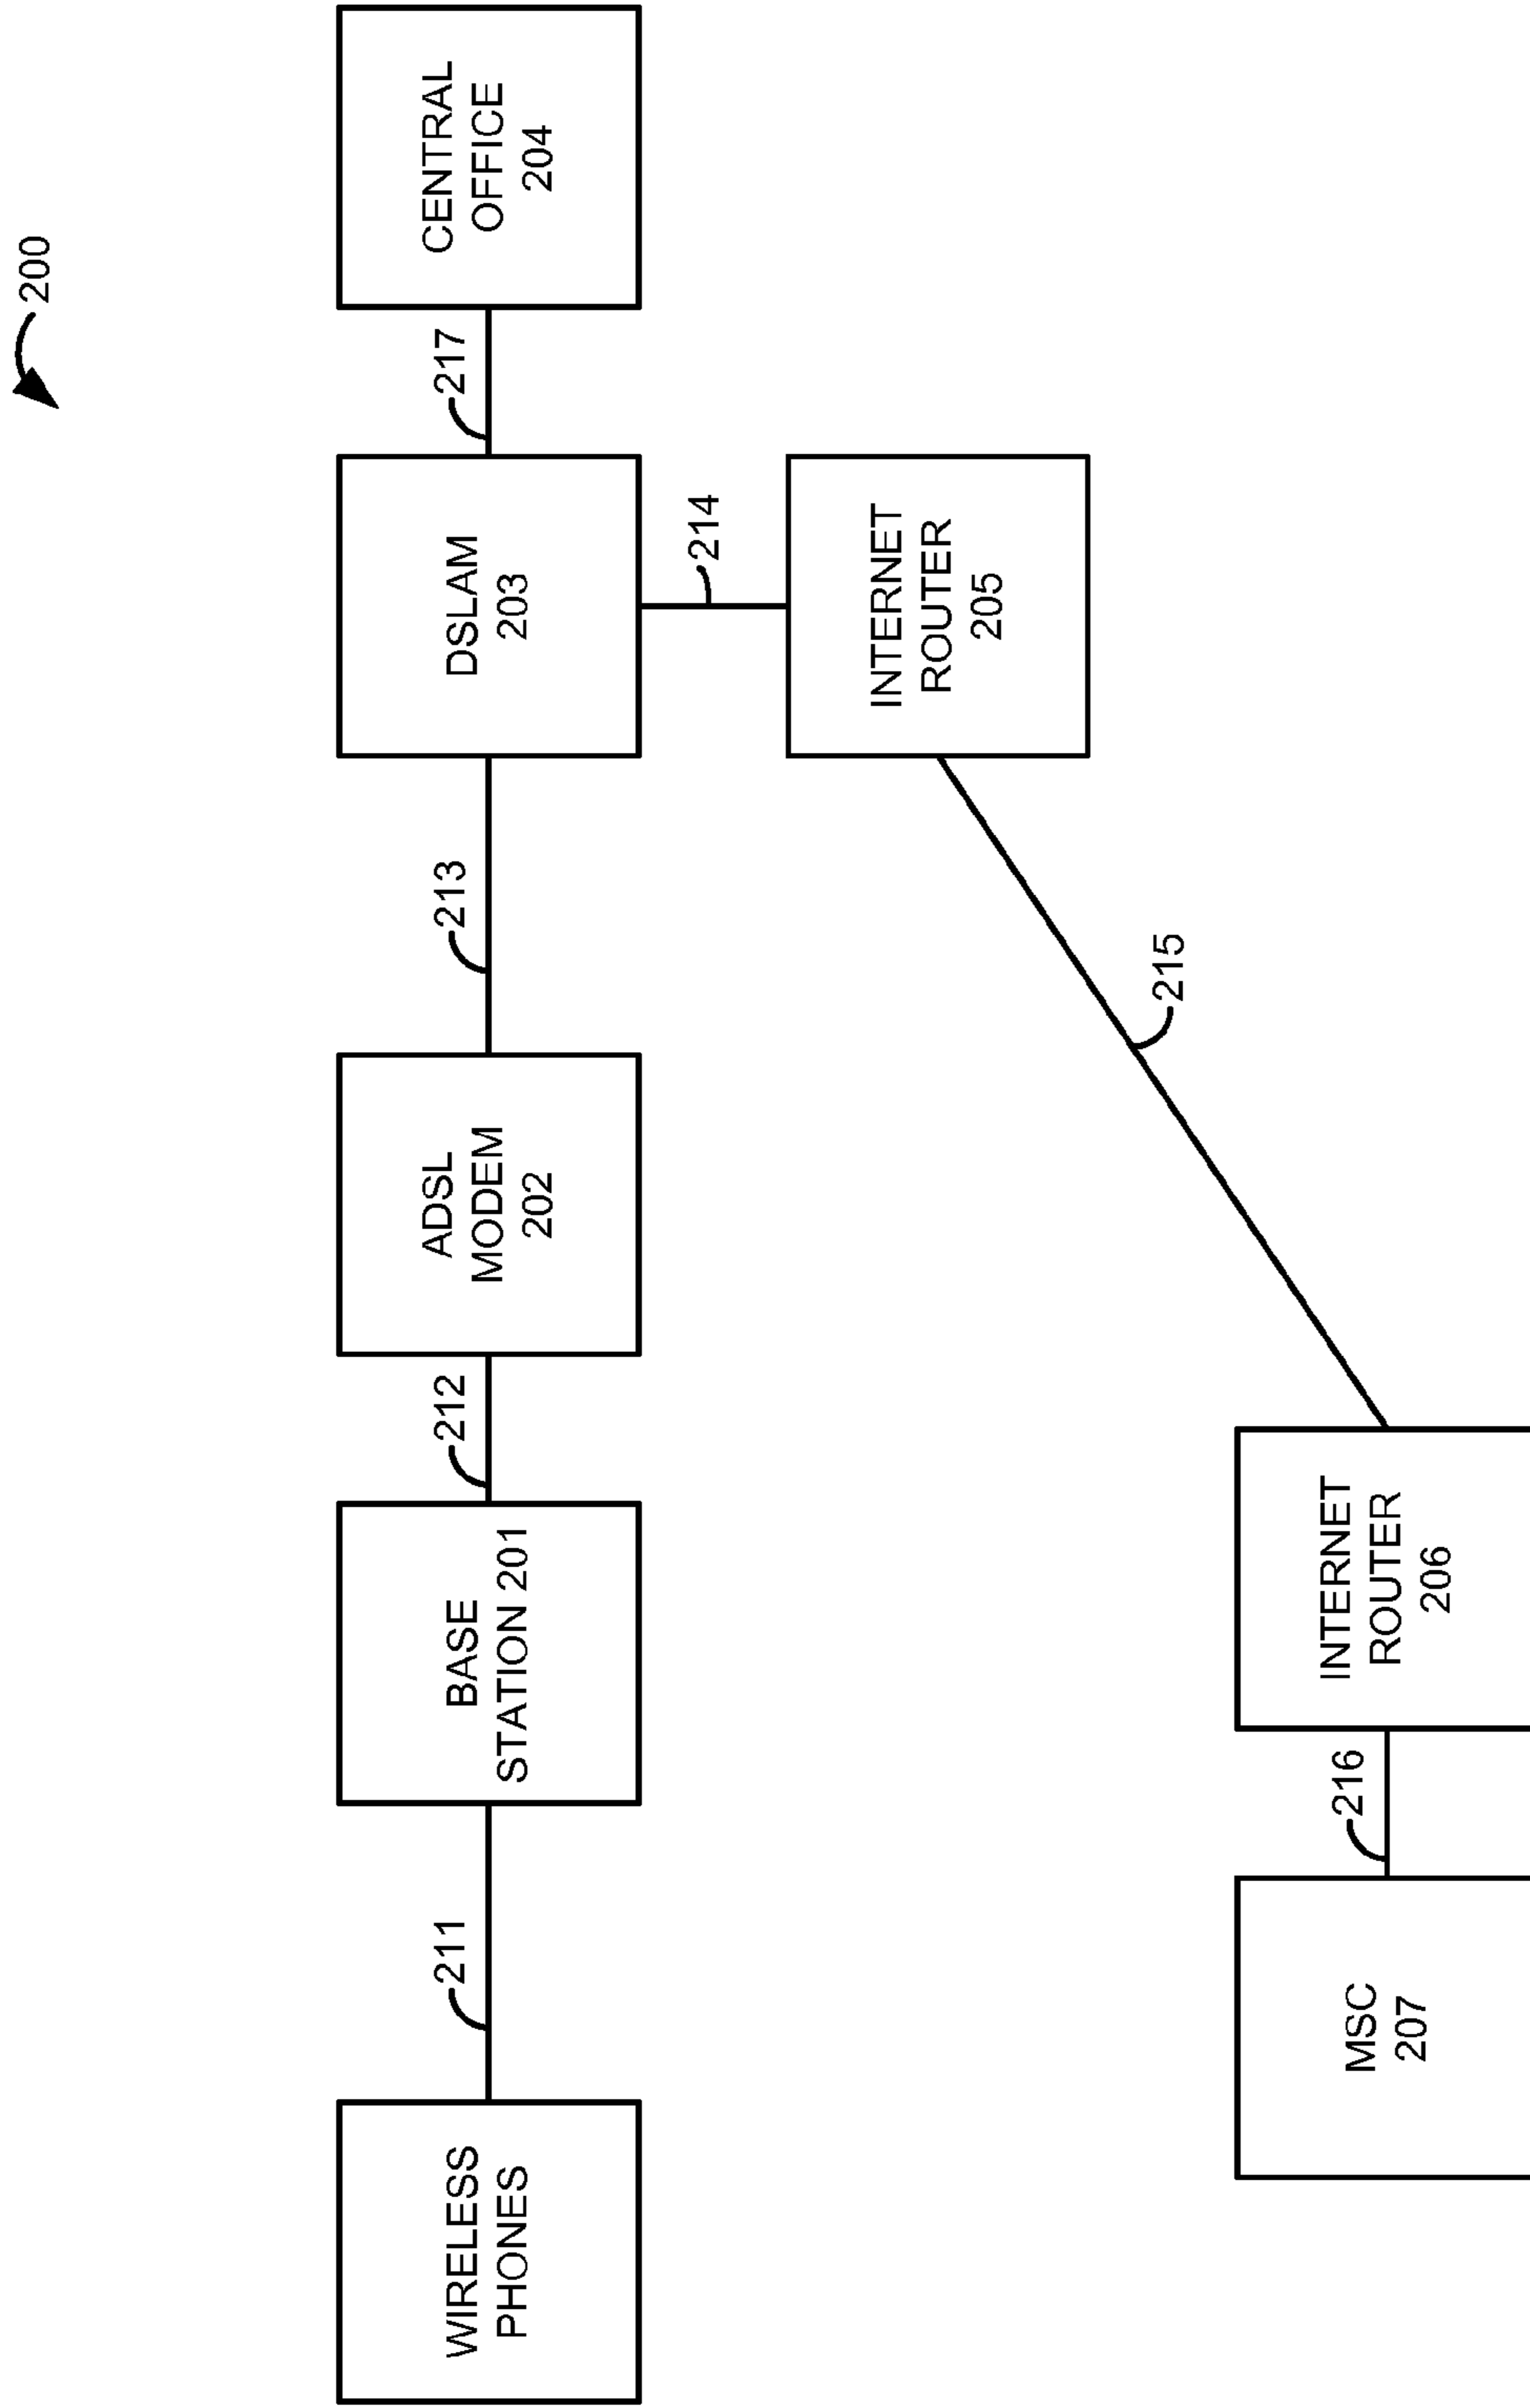 200
211
212
213
217
WIRELESS
PHONES
BASE
STATION 201
ADSL
MODEM
202
DSLAM
203
CENTRAL
OFFICE
204
214
INTERNET
ROUTER
205
215
216
MSC
207
INTERNET
ROUTER
206